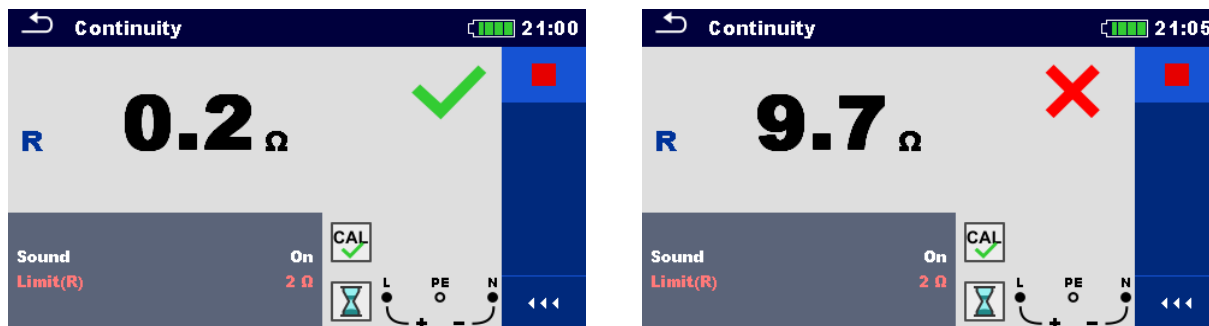 Continuity 21:00
R 0.2 Ω
Sound On
Limit(R) 2 Ω
CAL
L PE N
+ −
Continuity 21:05
R 9.7 Ω
Sound On
Limit(R) 2 Ω
CAL
L PE N
+ −